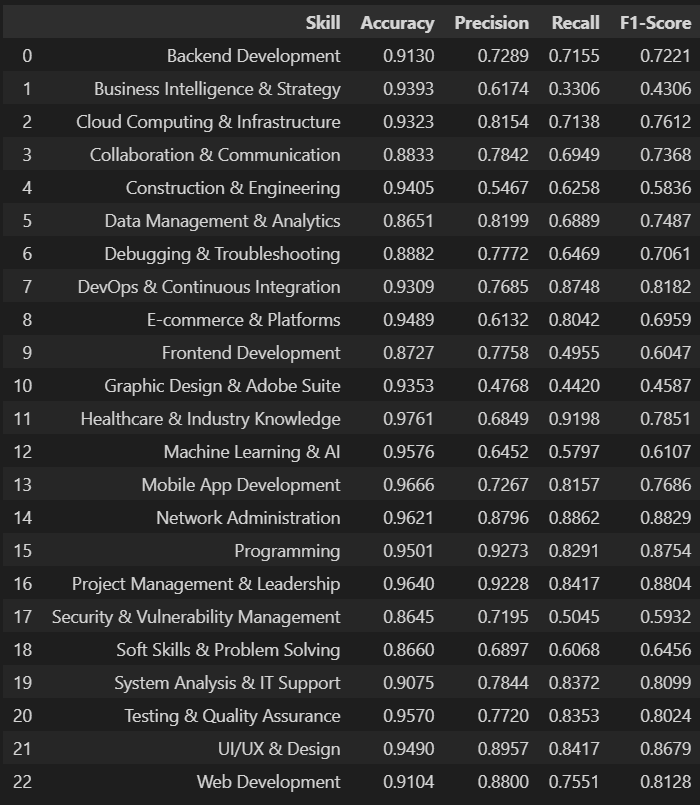 Skill Accuracy Precision Recall F1-Score
0 Backend Development 0.9130 0.7289 0.7155 0.7221
1 Business Intelligence & Strategy 0.9393 0.6174 0.3306 0.4306
2 Cloud Computing & Infrastructure 0.9323 0.8154 0.7138 0.7612
3 Collaboration & Communication 0.8833 0.7842 0.6949 0.7368
4 Construction & Engineering 0.9405 0.5467 0.6258 0.5836
5 Data Management & Analytics 0.8651 0.8199 0.6889 0.7487
6 Debugging & Troubleshooting 0.8882 0.7772 0.6469 0.7061
7 DevOps & Continuous Integration 0.9309 0.7685 0.8748 0.8182
8 E-commerce & Platforms 0.9489 0.6132 0.8042 0.6959
9 Frontend Development 0.8727 0.7758 0.4955 0.6047
10 Graphic Design & Adobe Suite 0.9353 0.4768 0.4420 0.4587
11 Healthcare & Industry Knowledge 0.9761 0.6849 0.9198 0.7851
12 Machine Learning & AI 0.9576 0.6452 0.5797 0.6107
13 Mobile App Development 0.9666 0.7267 0.8157 0.7686
14 Network Administration 0.9621 0.8796 0.8862 0.8829
15 Programming 0.9501 0.9273 0.8291 0.8754
16 Project Management & Leadership 0.9640 0.9228 0.8417 0.8804
17 Security & Vulnerability Management 0.8645 0.7195 0.5045 0.5932
18 Soft Skills & Problem Solving 0.8660 0.6897 0.6068 0.6456
19 System Analysis & IT Support 0.9075 0.7844 0.8372 0.8099
20 Testing & Quality Assurance 0.9570 0.7720 0.8353 0.8024
21 UI/UX & Design 0.9490 0.8957 0.8417 0.8679
22 Web Development 0.9104 0.8800 0.7551 0.8128